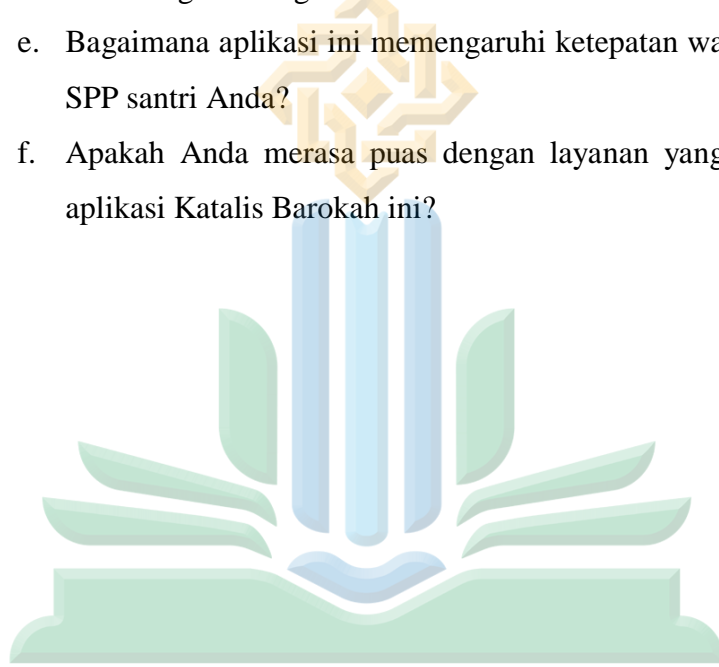 e. Bagaimana aplikasi ini memengaruhi ketepatan
SPP santri Anda?
f. Apakah Anda merasa puas dengan layanan yang
aplikasi Katalis Barokah ini?